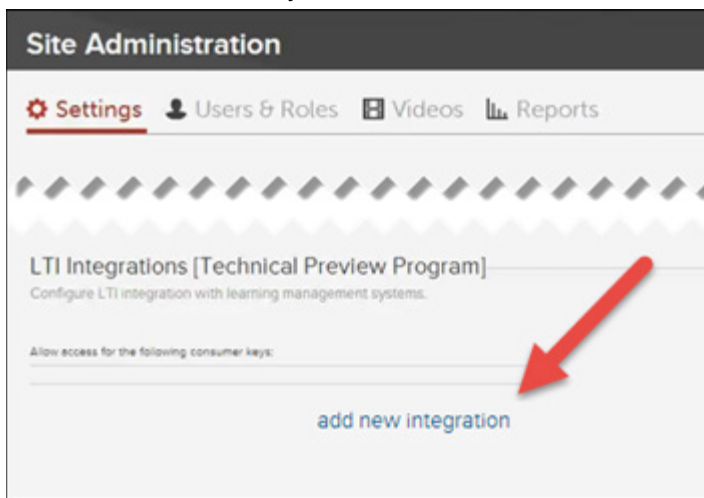 Site Administration
Settings Users & Roles Videos Reports
LTI Integrations [Technical Preview Program]
Configure LTI integration with learning management systems.
Allow access for the following consumer keys:
add new integration